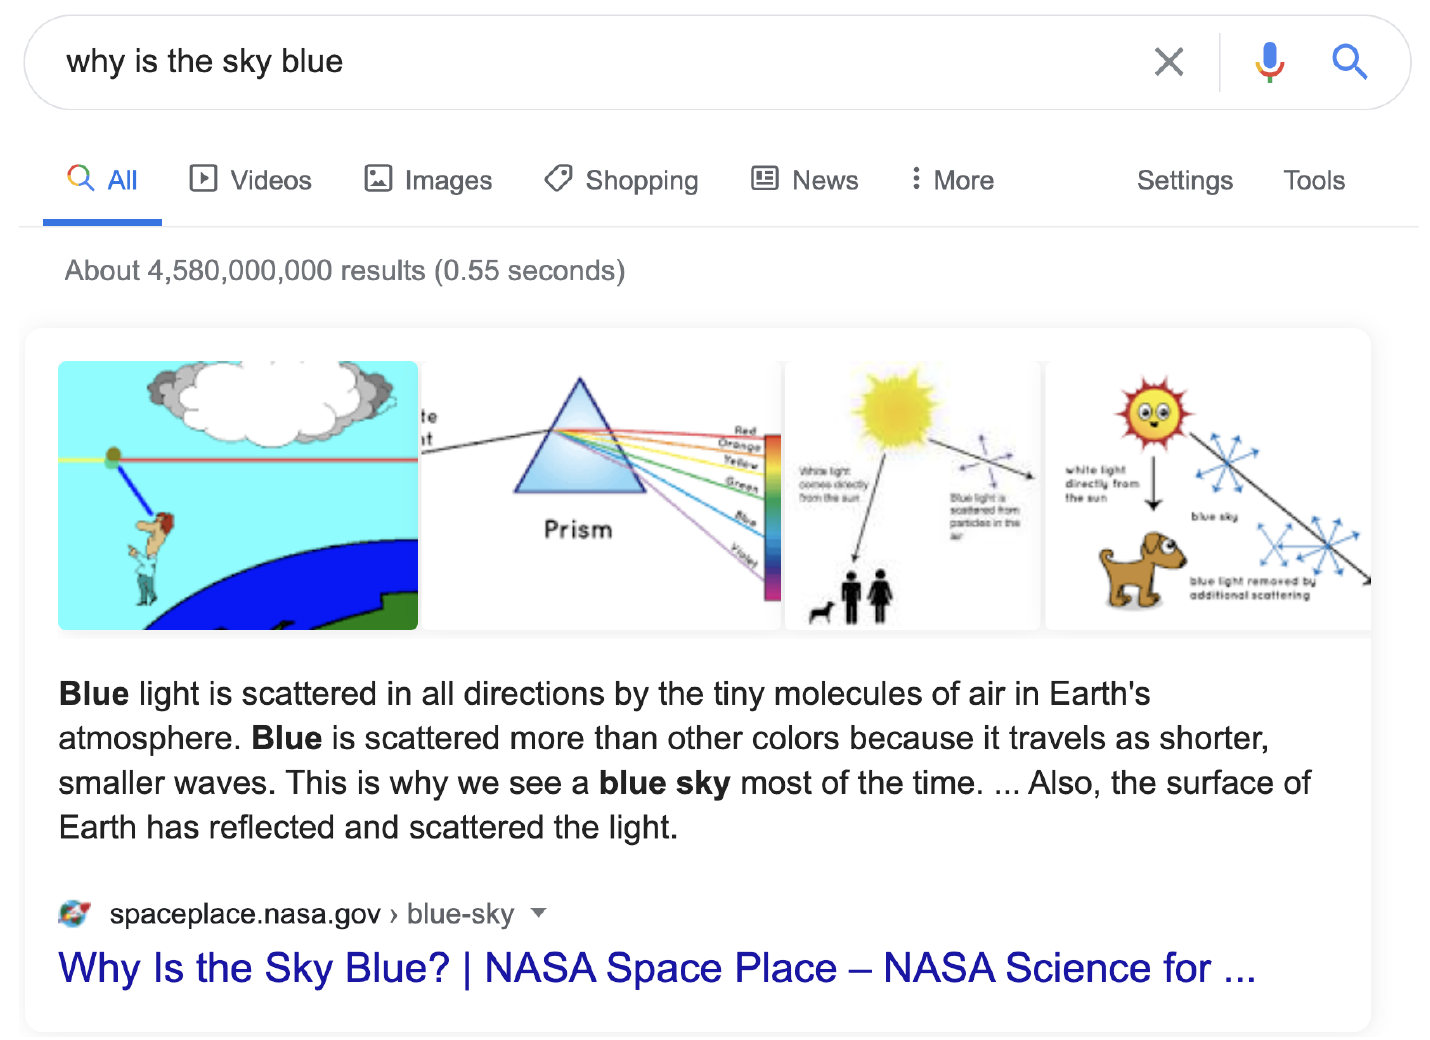 why is the sky blue
All Videos Images Shopping News More Settings Tools
About 4,580,000,000 results (0.55 seconds)
te
nt
Red
Orange
Yellow
Green
Blue
Violet
Prism
White light
comes directly
from the sun
Blue light is
scattered from
particles in the
air
white light
directly from
the sun
blue sky
blue light removed by
additional scattering
Blue light is scattered in all directions by the tiny molecules of air in Earth's
atmosphere. Blue is scattered more than other colors because it travels as shorter,
smaller waves. This is why we see a blue sky most of the time. ... Also, the surface of
Earth has reflected and scattered the light.
spaceplace.nasa.gov › blue-sky
Why Is the Sky Blue? | NASA Space Place – NASA Science for ...